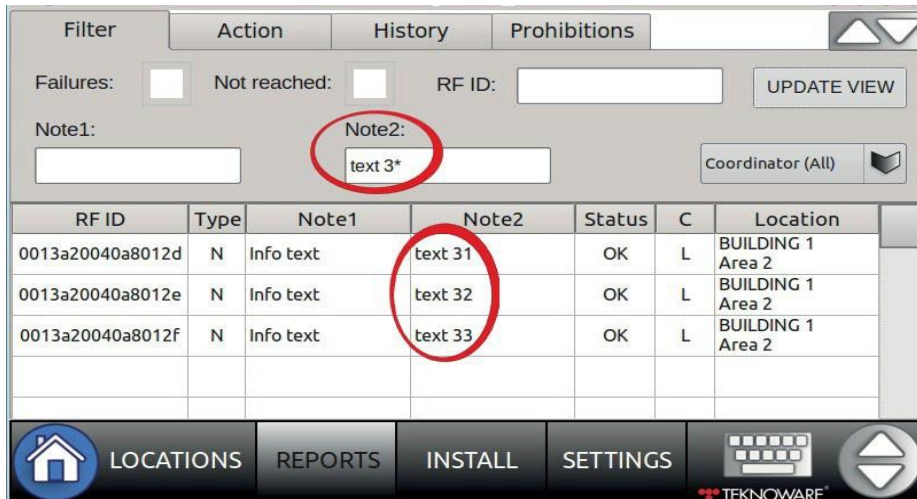 Filter Action History Prohibitions
Failures: Not reached: RF ID: UPDATE VIEW
Note1: Note2:
text 3* Coordinator (All)
RF ID Type Note1 Note2 Status C Location
0013a20040a8012d N Info text text 31 OK L BUILDING 1
Area 2
0013a20040a8012e N Info text text 32 OK L BUILDING 1
Area 2
0013a20040a8012f N Info text text 33 OK L BUILDING 1
Area 2
LOCATIONS REPORTS INSTALL SETTINGS
TEKNOWARE